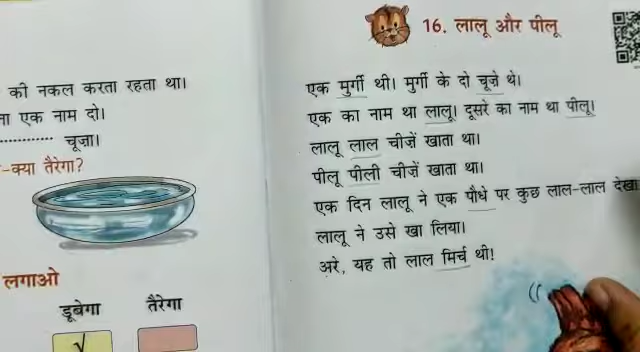 की नकल करता रहता था।
एक नाम दो।
................ चूजा।
-क्या तैरेगा?
लगाओ
डूबेगा तैरेगा
16. लालू और पीलू
एक मुर्गी थी। मुर्गी के दो चूज़े थे।
एक का नाम था लालू। दूसरे का नाम था पीलू।
लालू लाल चीज़ें खाता था।
पीलू पीली चीज़ें खाता था।
एक दिन लालू ने एक पौधे पर कुछ लाल-लाल देखा
लालू ने उसे खा लिया।
अरे, यह तो लाल मिर्च थी!